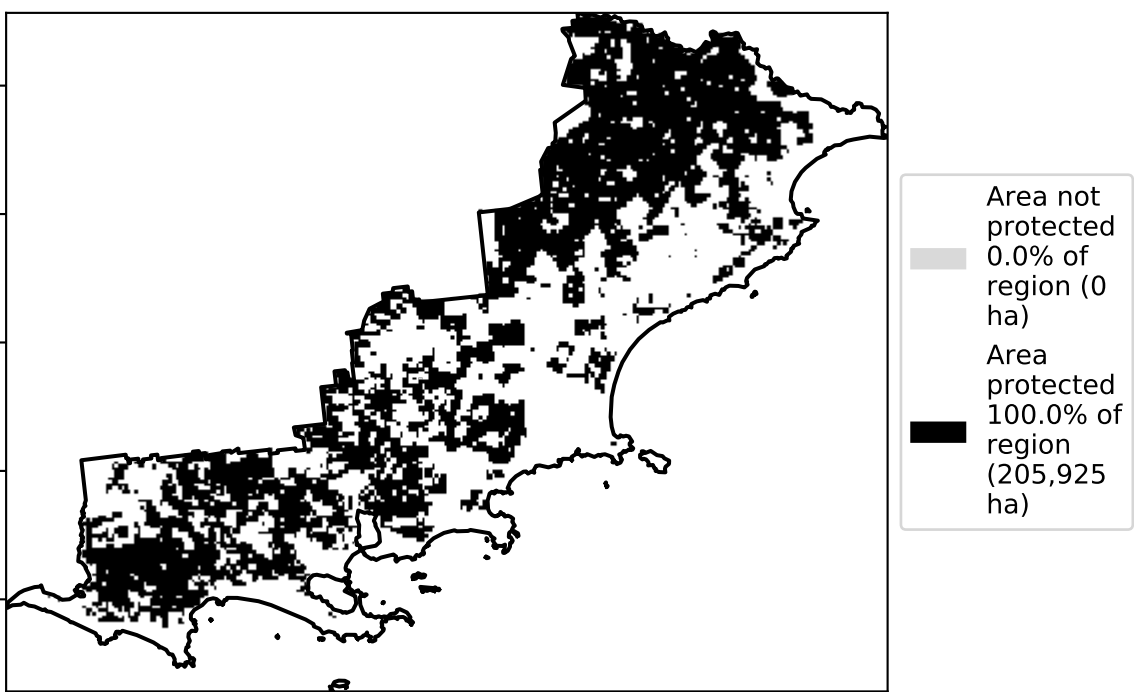 Area not
protected
0.0% of
region (0
ha)
Area
protected
100.0% of
region
(205,925
ha)